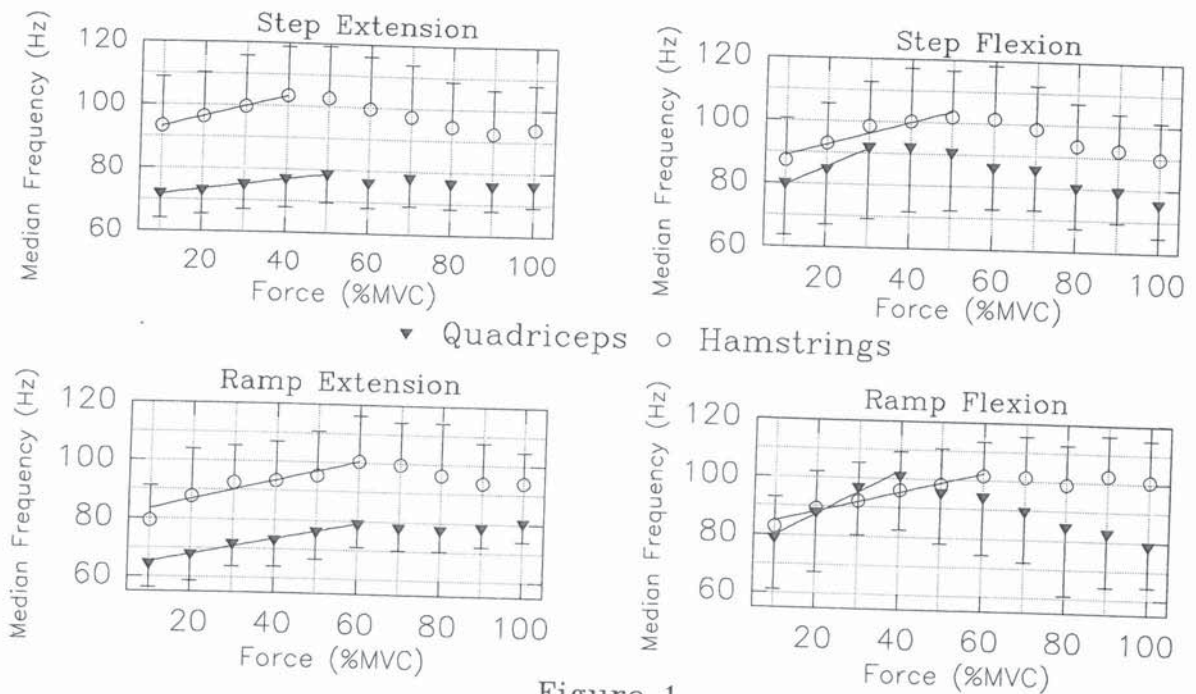 Step Extension
Median Frequency (Hz)
120
100
80
60
20 40 60 80 100
Force (%MVC)
Step Flexion
Median Frequency (Hz)
120
100
80
60
20 40 60 80 100
Force (%MVC)
▼ Quadriceps ○ Hamstrings
Ramp Extension
Median Frequency (Hz)
120
100
80
60
20 40 60 80 100
Force (%MVC)
Ramp Flexion
Median Frequency (Hz)
120
100
80
60
20 40 60 80 100
Force (%MVC)
Figure 1